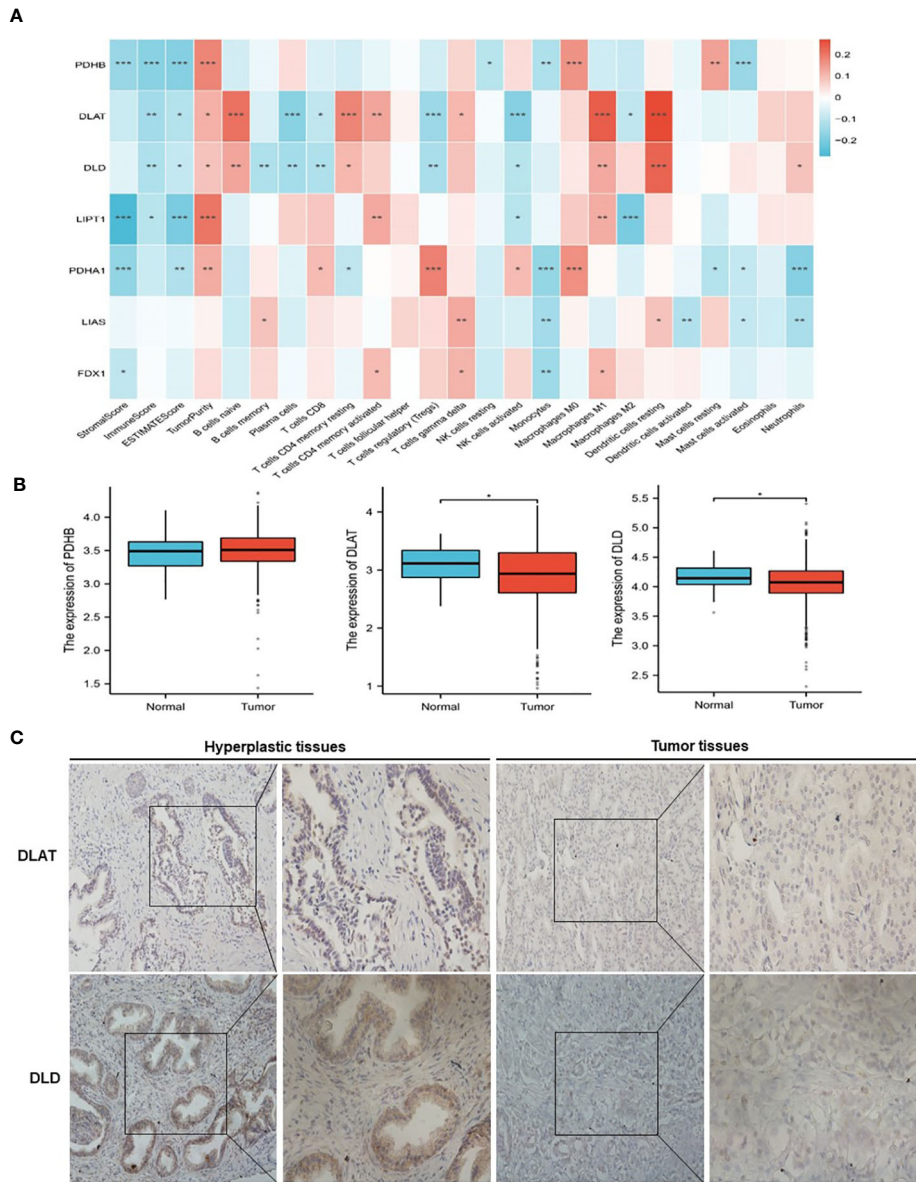 A
PDHB *** *** *** *** * ** *** ** *** 0.2
DLAT ** * * *** *** * *** ** *** * *** *** * *** 0.1
0
DLD ** * * ** ** ** ** * ** * ** *** * −0.1
−0.2
LIPT1 *** * *** *** ** * ** ***
PDHA1 *** ** ** * * *** * *** *** * * ***
LIAS * ** ** * ** * **
FDX1 * * * ** *
StromalScore
ImmuneScore
ESTIMATEScore
TumorPurity
B cells naive
B cells memory
Plasma cells
T cells CD8
T cells CD4 memory resting
T cells CD4 memory activated
T cells follicular helper
T cells regulatory (Tregs)
T cells gamma delta
NK cells resting
NK cells activated
Monocytes
Macrophages M0
Macrophages M1
Macrophages M2
Dendritic cells resting
Dendritic cells activated
Mast cells resting
Mast cells activated
Eosinophils
Neutrophils
B
The expression of PDHB
4.0
3.5
3.0
2.5
2.0
1.5
Normal Tumor
The expression of DLAT
*
4
3
2
1
Normal Tumor
The expression of DLD
*
5.5
5.0
4.5
4.0
3.5
3.0
2.5
Normal Tumor
C
Hyperplastic tissues Tumor tissues
DLAT
DLD